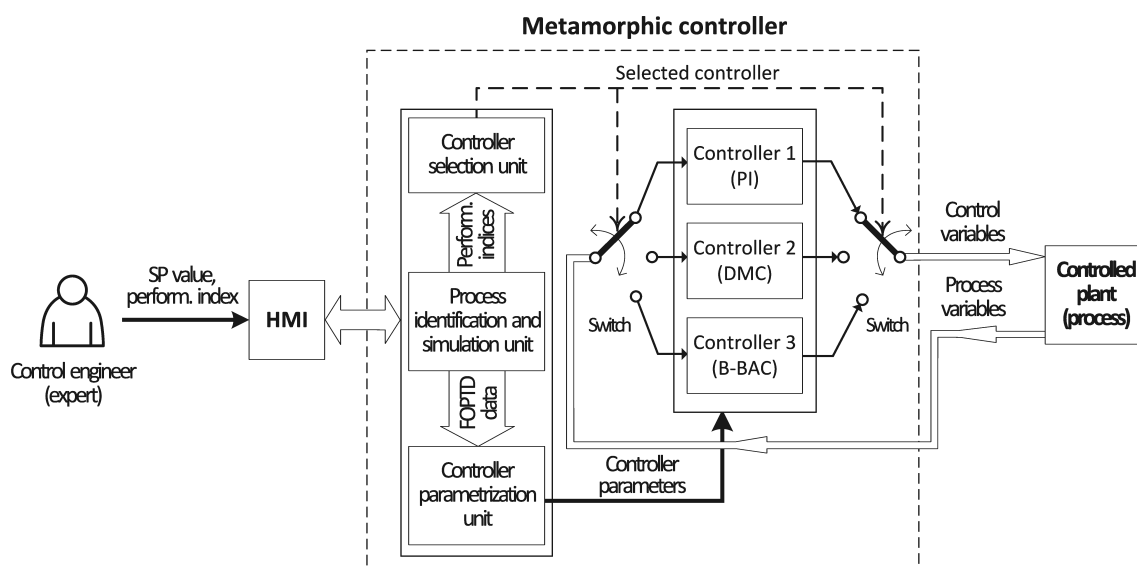 Metamorphic controller
Selected controller
Controller
selection unit
Perform.
indices
Process
identification and
simulation unit
FOPTD
data
Controller
parametrization
unit
SP value,
perform. index
HMI
Control engineer
(expert)
Controller 1
(PI)
Controller 2
(DMC)
Controller 3
(B-BAC)
Switch
Switch
Controller
parameters
Control
variables
Process
variables
Controlled
plant
(process)